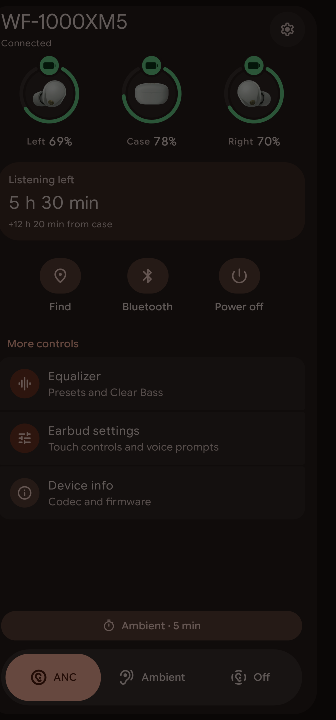 WF-1000XM5
Connected
Left 69%
Case 78%
Right 70%
Listening left
5 h 30 min
+12 h 20 min from case
Find
Bluetooth
Power off
More controls
Equalizer
Presets and Clear Bass
Earbud settings
Touch controls and voice prompts
Device info
Codec and firmware
Ambient · 5 min
ANC
Ambient
Off